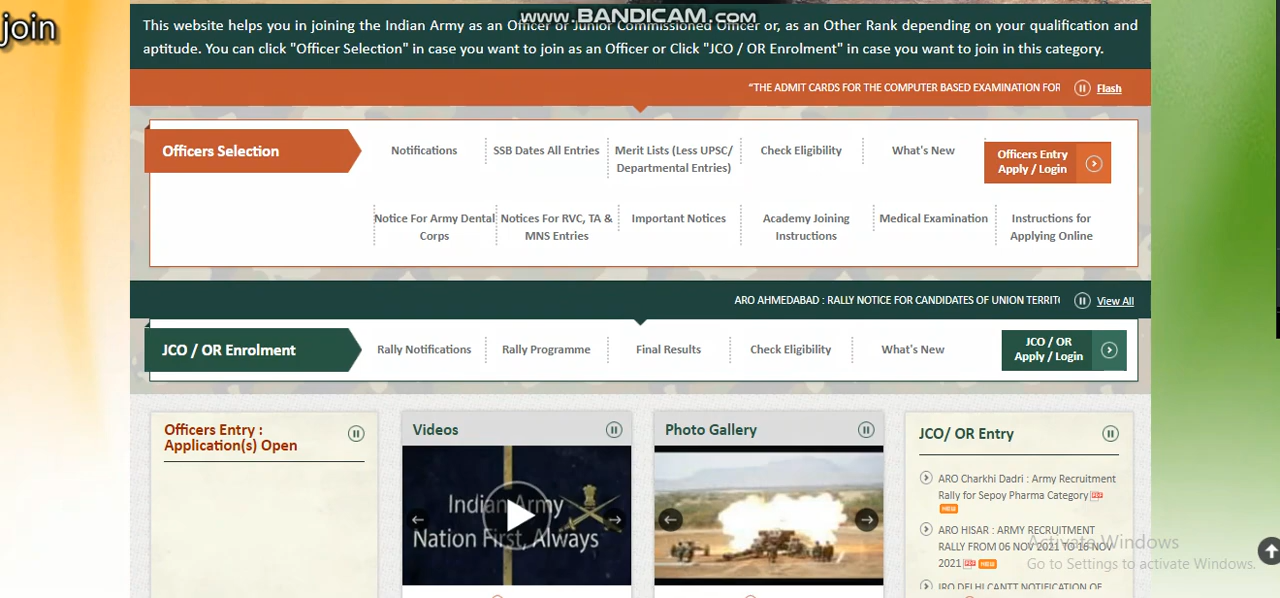 www.BANDICAM.com
join
This website helps you in joining the Indian Army as an Officer or Junior Commissioned Officer or, as an Other Rank depending on your qualification and
aptitude. You can click "Officer Selection" in case you want to join as an Officer or Click "JCO / OR Enrolment" in case you want to join in this category.
"THE ADMIT CARDS FOR THE COMPUTER BASED EXAMINATION FOR
Flash
Officers Selection
Notifications
SSB Dates All Entries
Merit Lists (Less UPSC/
Departmental Entries)
Check Eligibility
What's New
Officers Entry
Apply / Login
Notice For Army Dental
Corps
Notices For RVC, TA &
MNS Entries
Important Notices
Academy Joining
Instructions
Medical Examination
Instructions for
Applying Online
ARO AHMEDABAD : RALLY NOTICE FOR CANDIDATES OF UNION TERRIT
View All
JCO / OR Enrolment
Rally Notifications
Rally Programme
Final Results
Check Eligibility
What's New
JCO / OR
Apply / Login
Officers Entry :
Application(s) Open
Videos
Indian Army
Nation First, Always
Photo Gallery
JCO/ OR Entry
ARO Charkhi Dadri : Army Recruitment
Rally for Sepoy Pharma Category
NEW
ARO HISAR : ARMY RECRUITMENT
RALLY FROM 06 NOV 2021 TO 16 NOV
2021 NEW
JRO DELHI CANTT NOTIFICATION OF
Activate Windows
Go to Settings to activate Windows.